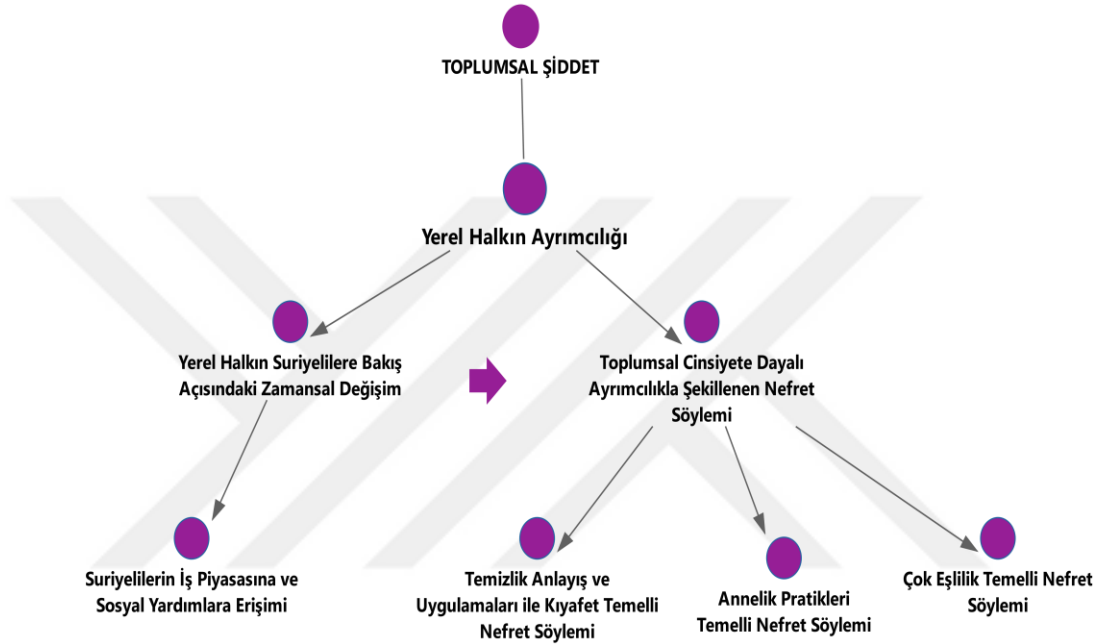 TOPLUMSAL ŞİDDET
Yerel Halkın Ayrımcılığı
Yerel Halkın Suriyelilere Bakış
Açısındaki Zamansal Değişim
Toplumsal Cinsiyete Dayalı
Ayrımcılıkla Şekillenen Nefret
Söylemi
Suriyelilerin İş Piyasasına ve
Sosyal Yardımlara Erişimi
Temizlik Anlayış ve
Uygulamaları ile Kıyafet Temelli
Nefret Söylemi
Annelik Pratikleri
Temelli Nefret Söylemi
Çok Eşlilik Temelli Nefret
Söylemi